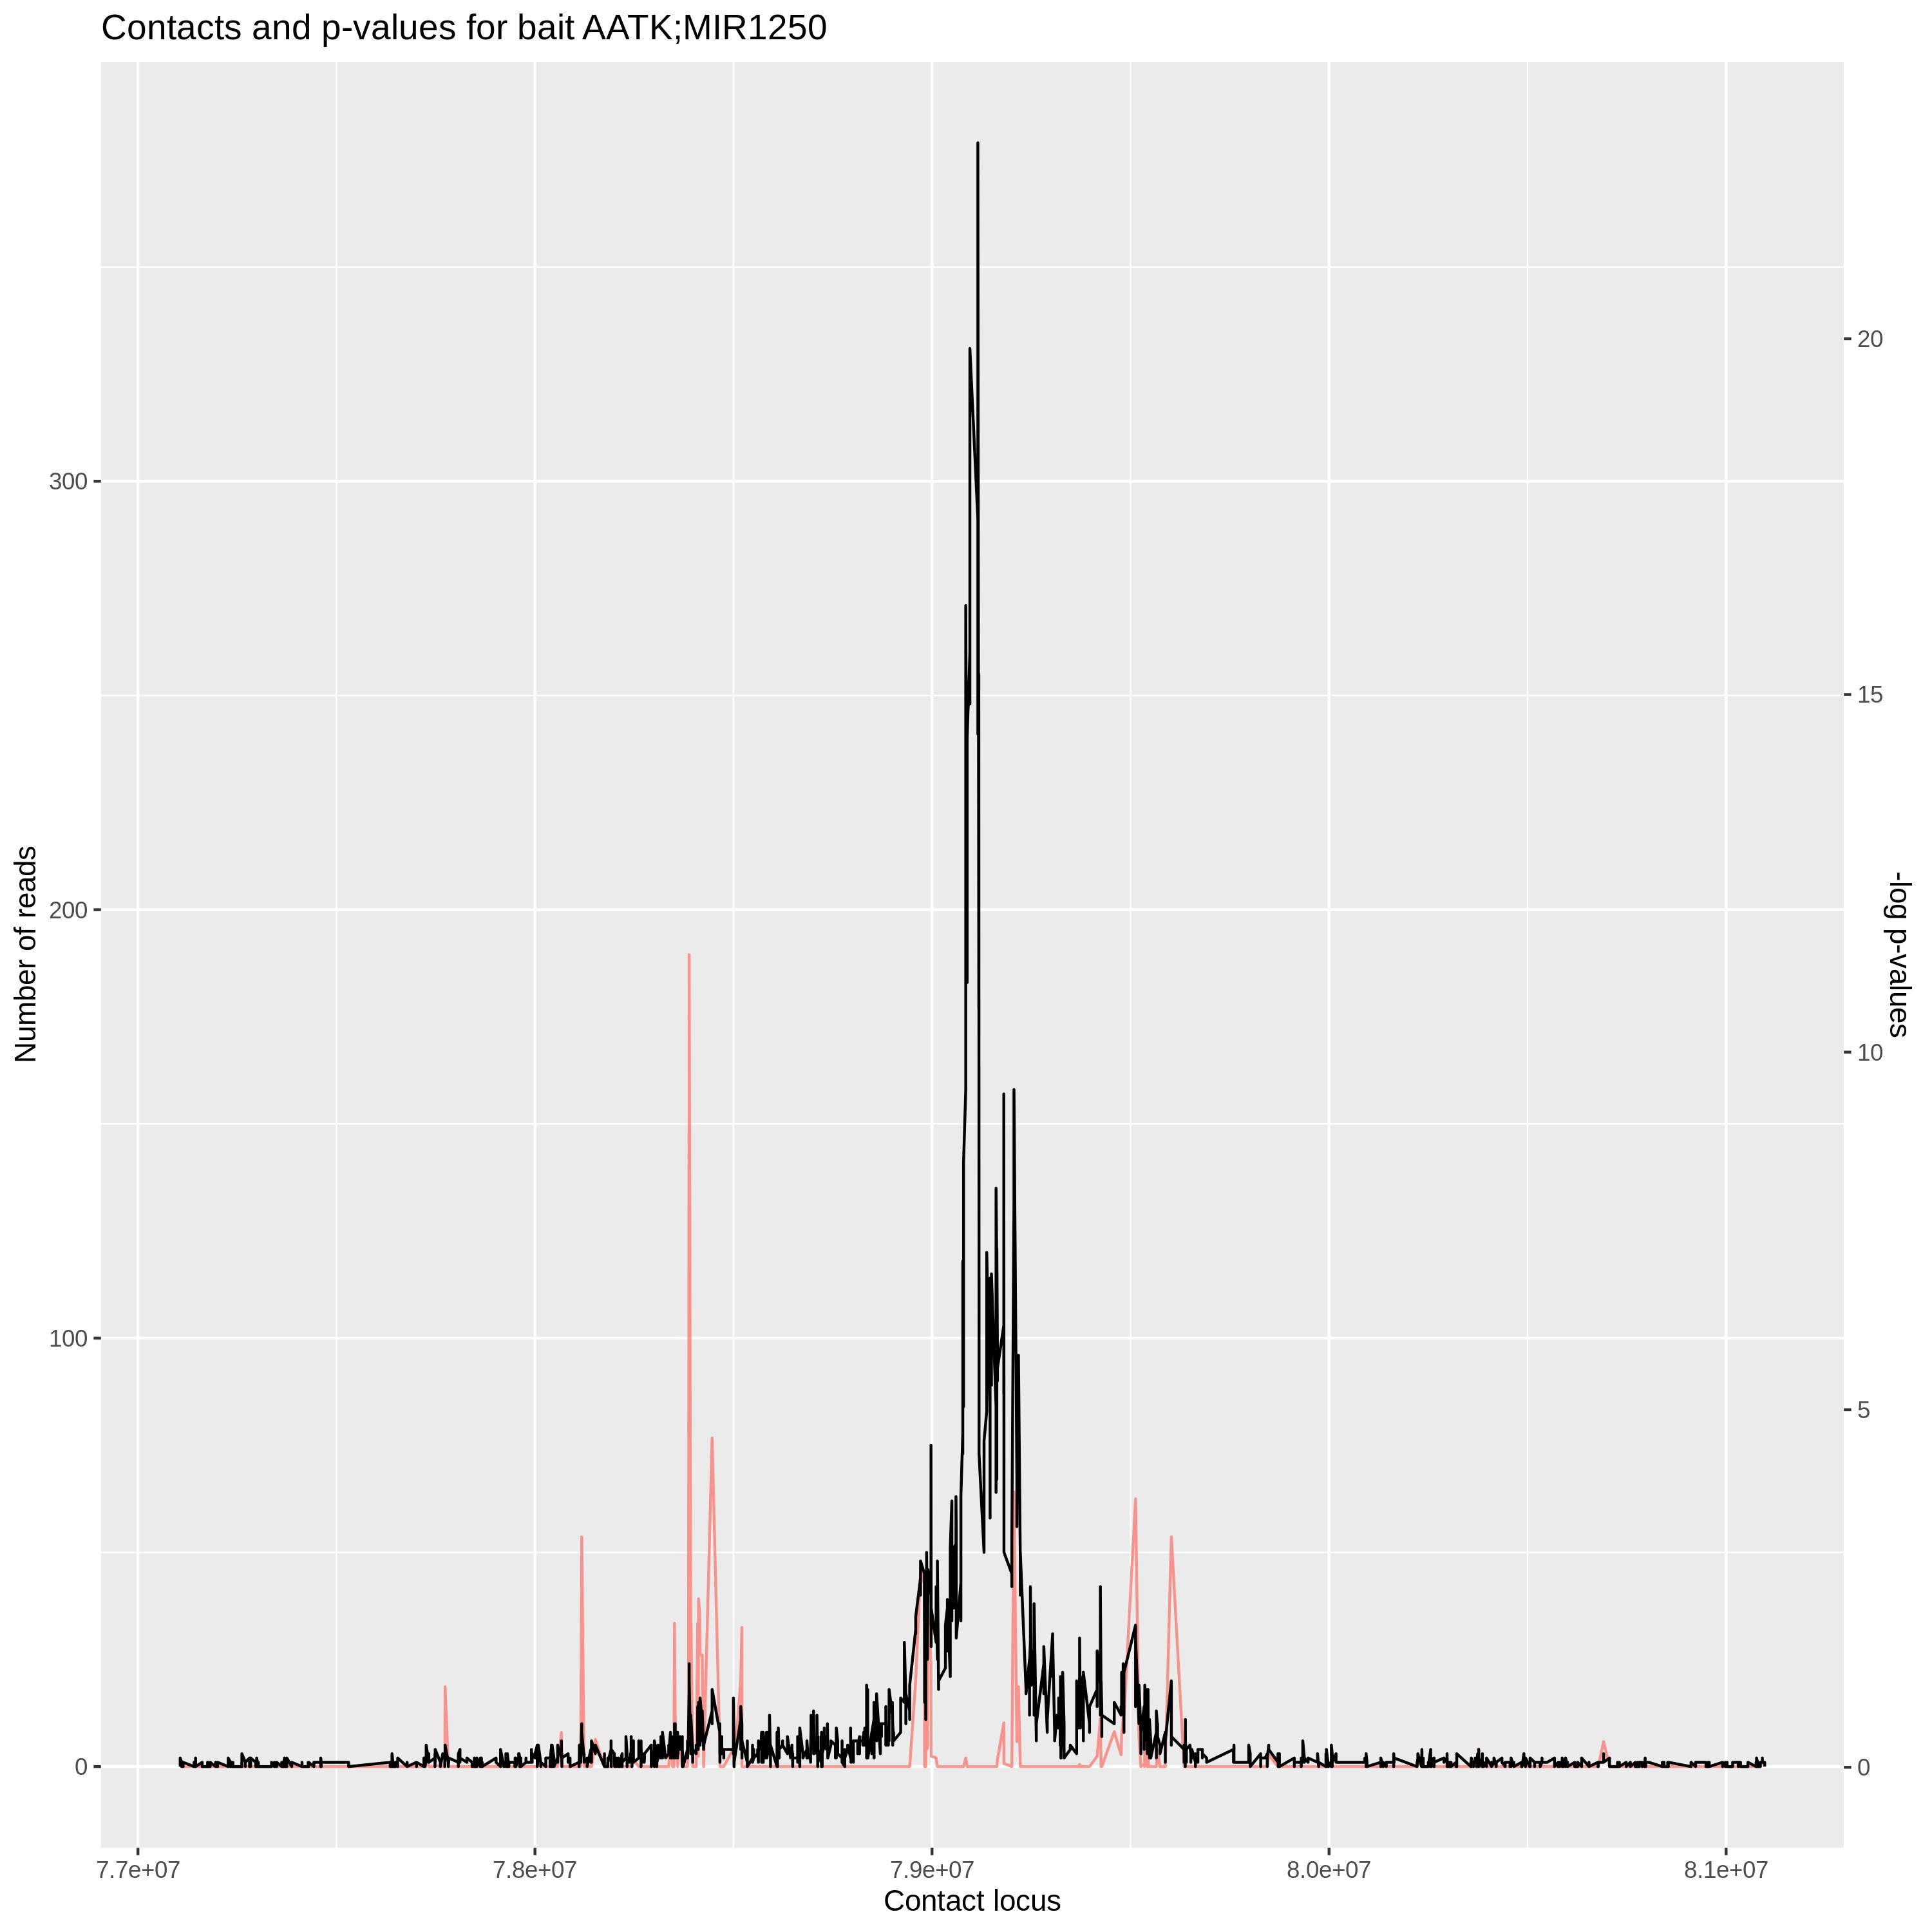 Contacts and p-values for bait AATK;MIR1250
300
200
100
0
Number of reads
20
15
10
5
0
-log p-values
7.7e+07 7.8e+07 7.9e+07 8.0e+07 8.1e+07
Contact locus